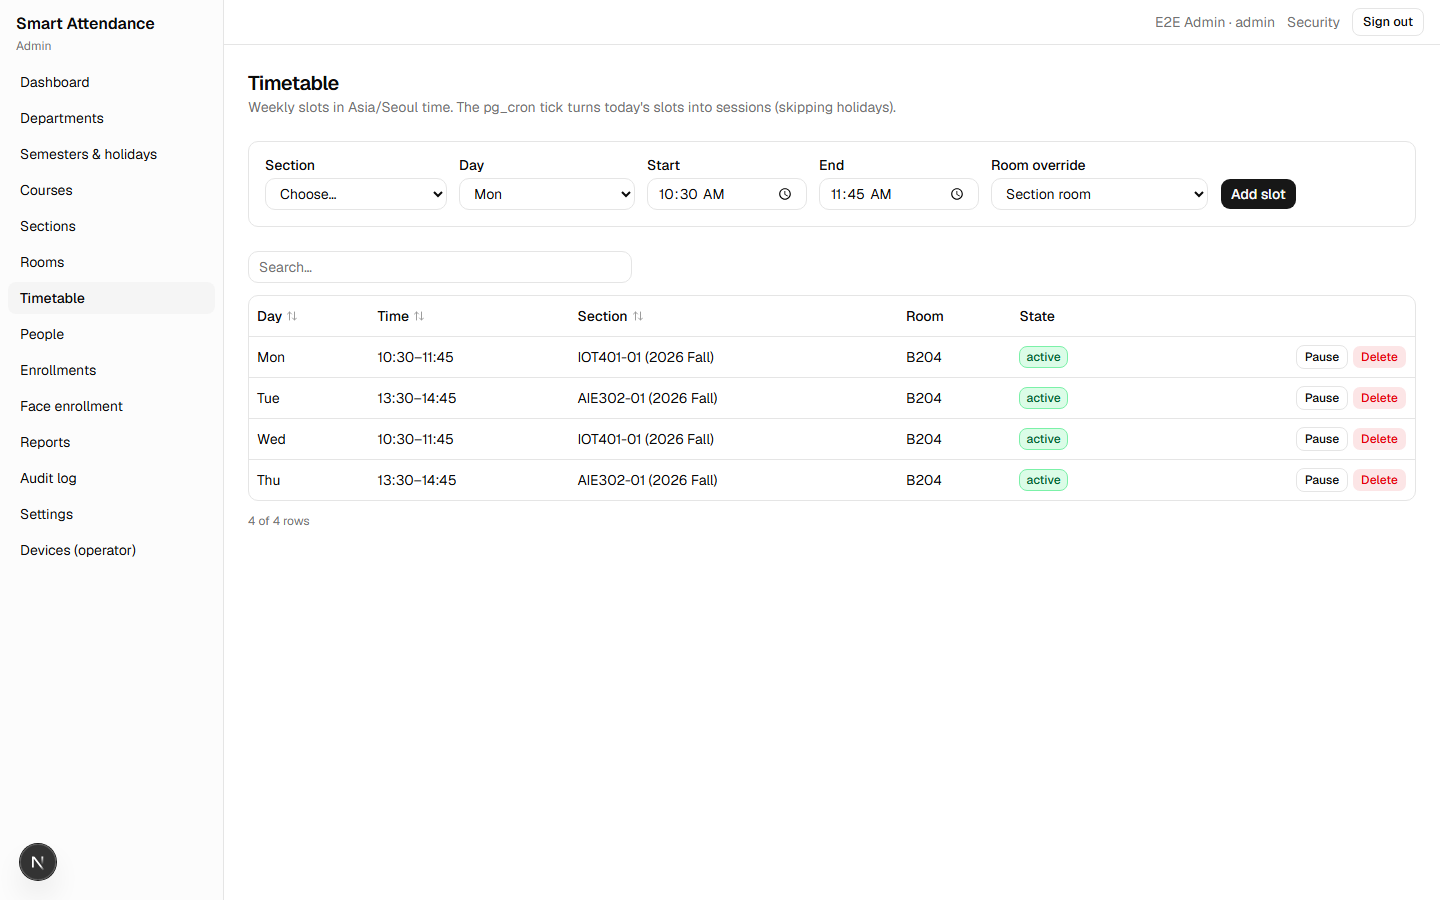 Smart Attendance
Admin
Dashboard
Departments
Semesters & holidays
Courses
Sections
Rooms
Timetable
People
Enrollments
Face enrollment
Reports
Audit log
Settings
Devices (operator)
N
E2E Admin · admin Security Sign out
Timetable
Weekly slots in Asia/Seoul time. The pg_cron tick turns today's slots into sessions (skipping holidays).
Section Day Start End Room override
Choose... Mon 10:30 AM 11:45 AM Section room Add slot
Search...
Day Time Section Room State
Mon 10:30–11:45 IOT401-01 (2026 Fall) B204 active Pause Delete
Tue 13:30–14:45 AIE302-01 (2026 Fall) B204 active Pause Delete
Wed 10:30–11:45 IOT401-01 (2026 Fall) B204 active Pause Delete
Thu 13:30–14:45 AIE302-01 (2026 Fall) B204 active Pause Delete
4 of 4 rows